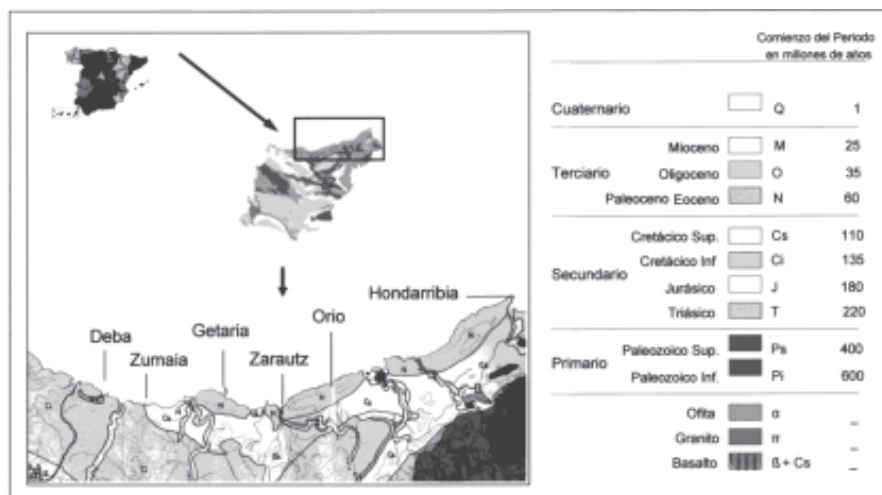 Comienzo del Periodo
en millones de años
Cuaternario Q 1
Mioceno M 25
Terciario Oligoceno O 35
Paleoceno Eoceno N 60
Cretácico Sup. Cs 110
Cretácico Inf Ci 135
Secundario
Jurásico J 180
Triásico T 220
Paleozoico Sup. Ps 400
Primario
Paleozoico Inf. Pi 600
Ofita α _
Granito π _
Basalto ß + Cs _
Hondarribia
Orio
Getaria
Deba
Zumaia
Zarautz